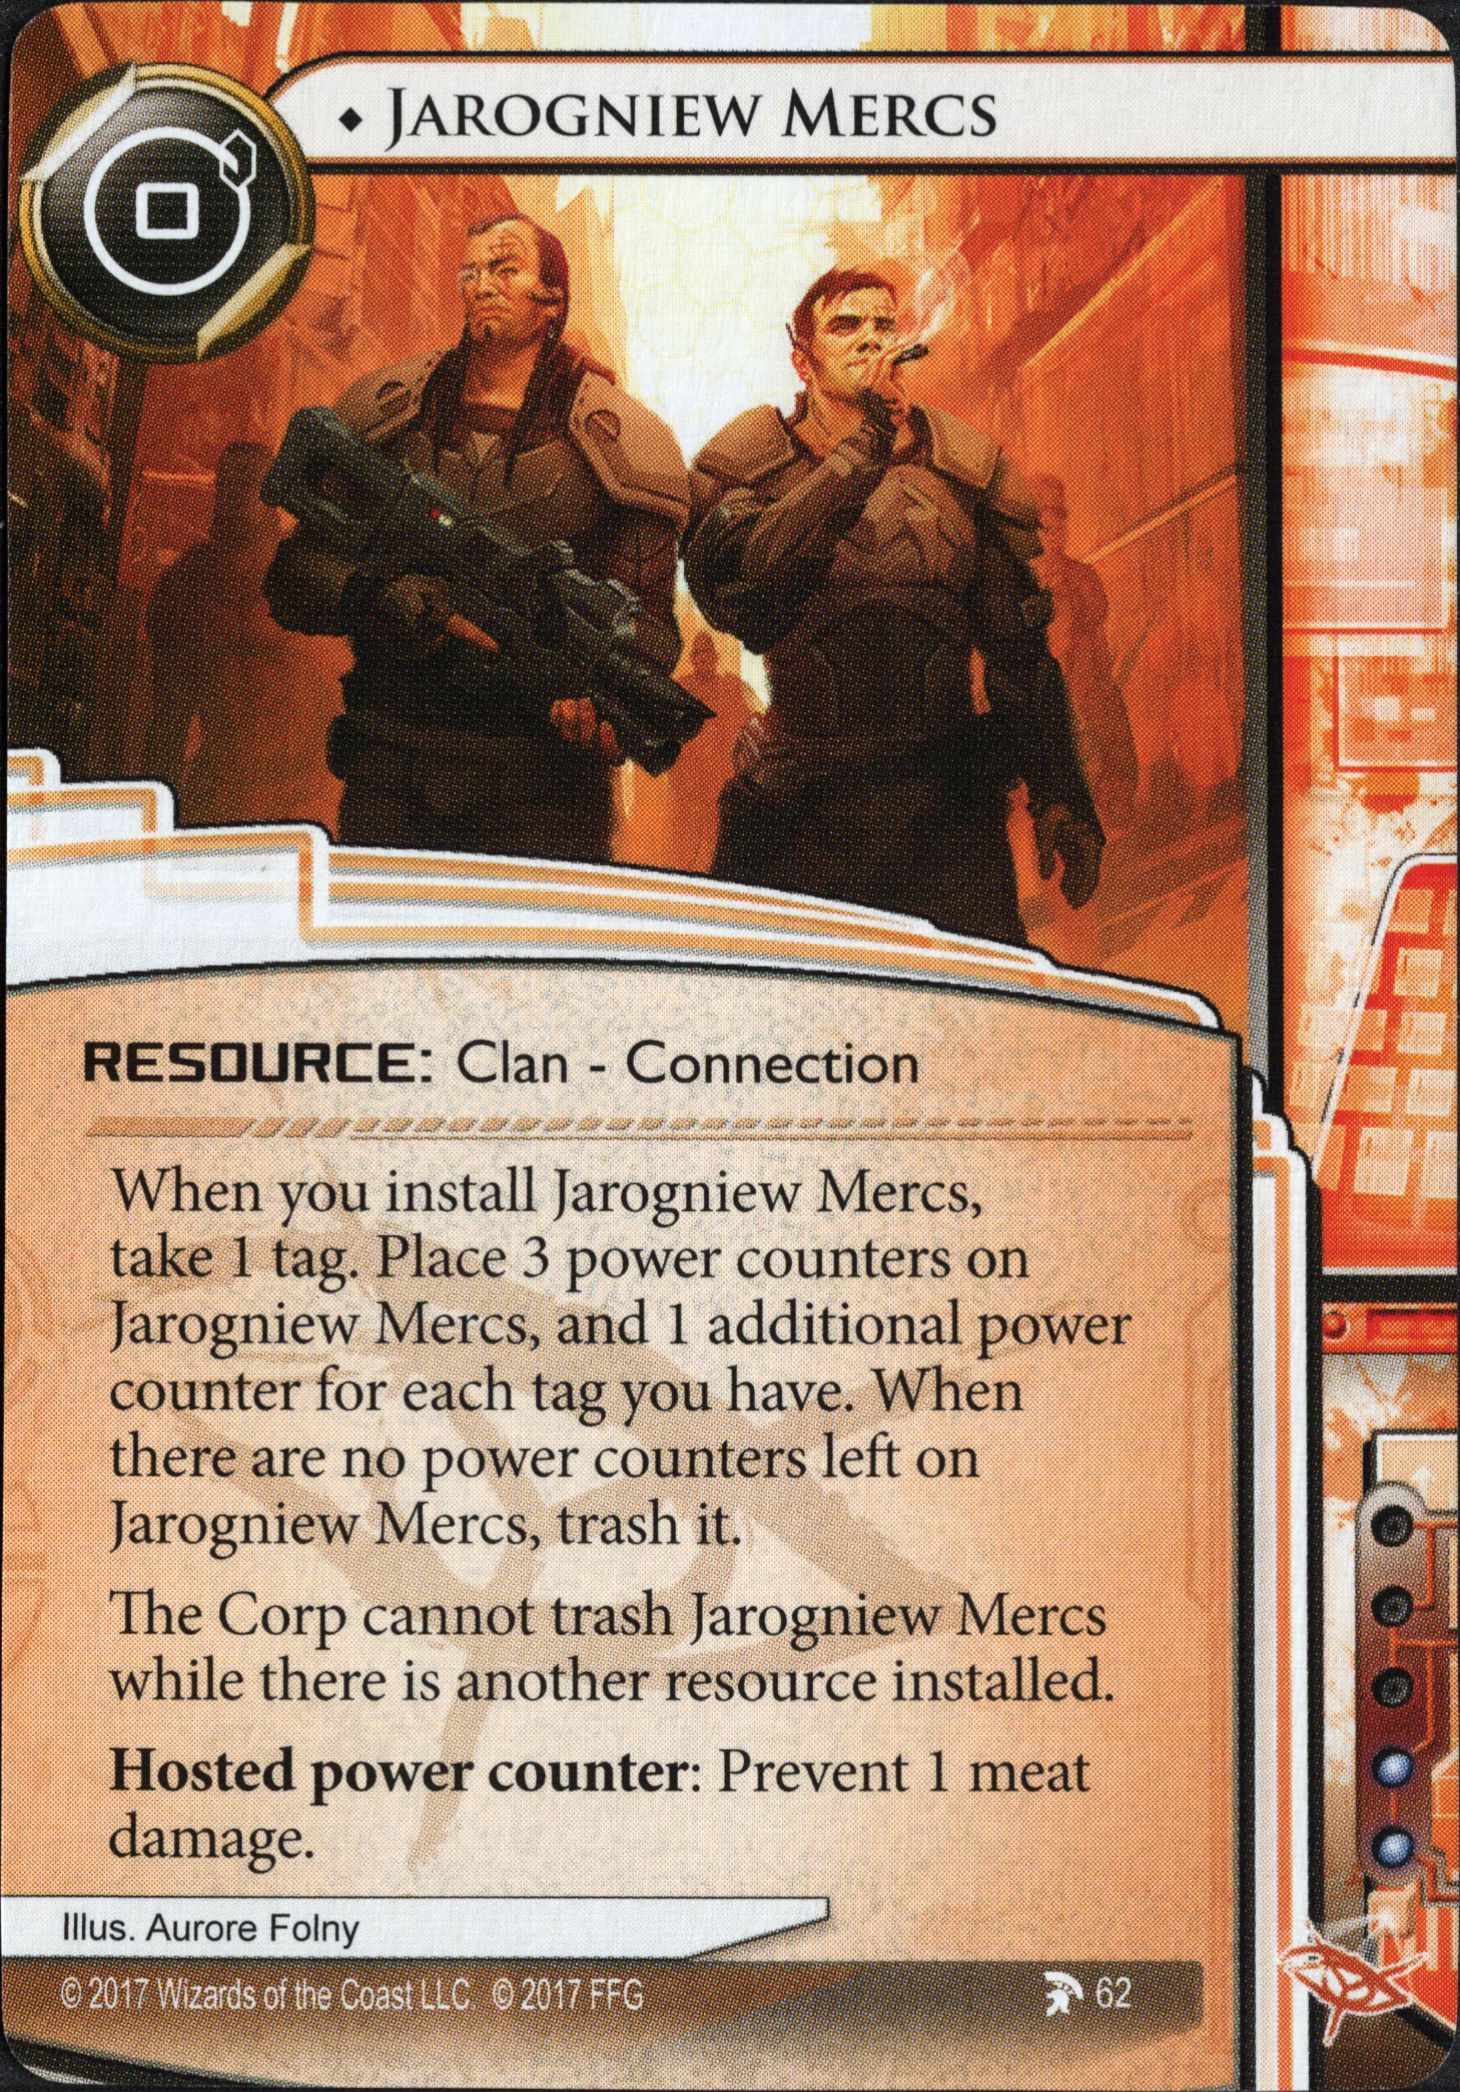 ◆ JAROGNIEW MERCS
RESOURCE: Clan - Connection
When you install Jarogniew Mercs,
take 1 tag. Place 3 power counters on
Jarogniew Mercs, and 1 additional power
counter for each tag you have. When
there are no power counters left on
Jarogniew Mercs, trash it.
The Corp cannot trash Jarogniew Mercs
while there is another resource installed.
Hosted power counter: Prevent 1 meat
damage.
Illus. Aurore Folny
© 2017 Wizards of the Coast LLC. © 2017 FFG
62